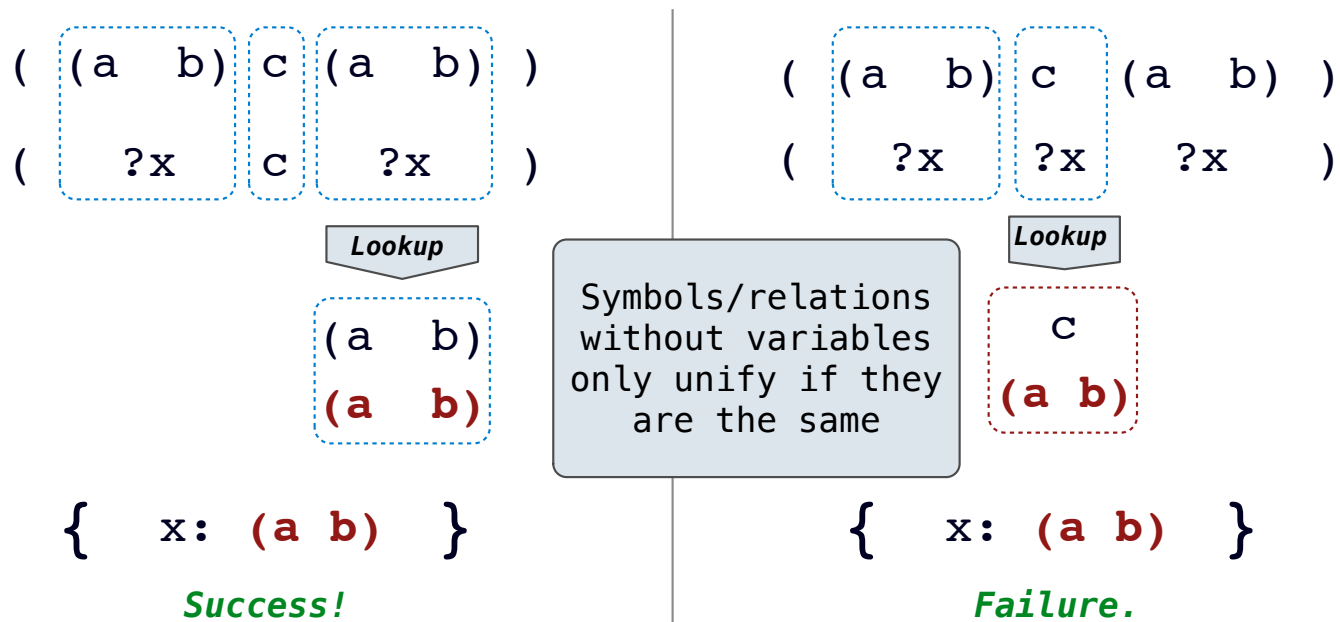 ( (a b) c (a b) )
( ?x c ?x )
Lookup
(a b)
(a b)
{ x: (a b) }
Success!
Symbols/relations
without variables
only unify if they
are the same
( (a b) c (a b) )
( ?x ?x ?x )
Lookup
c
(a b)
{ x: (a b) }
Failure.